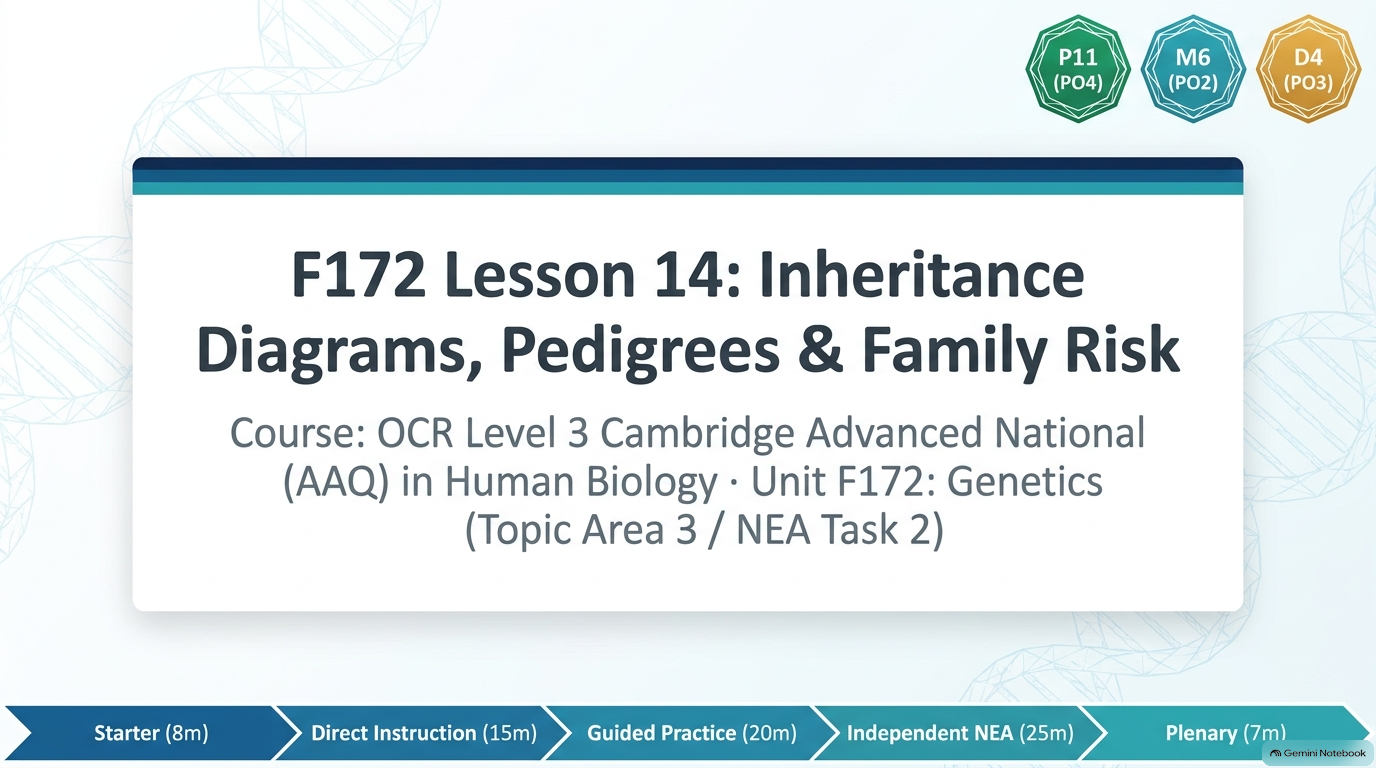 P11
(PO4)
M6
(PO2)
D4
(PO3)
F172 Lesson 14: Inheritance
Diagrams, Pedigrees & Family Risk
Course: OCR Level 3 Cambridge Advanced National
(AAQ) in Human Biology · Unit F172: Genetics
(Topic Area 3 / NEA Task 2)
Starter (8m)
Direct Instruction (15m)
Guided Practice (20m)
Independent NEA (25m)
Plenary (7m)
Gemini Notebook